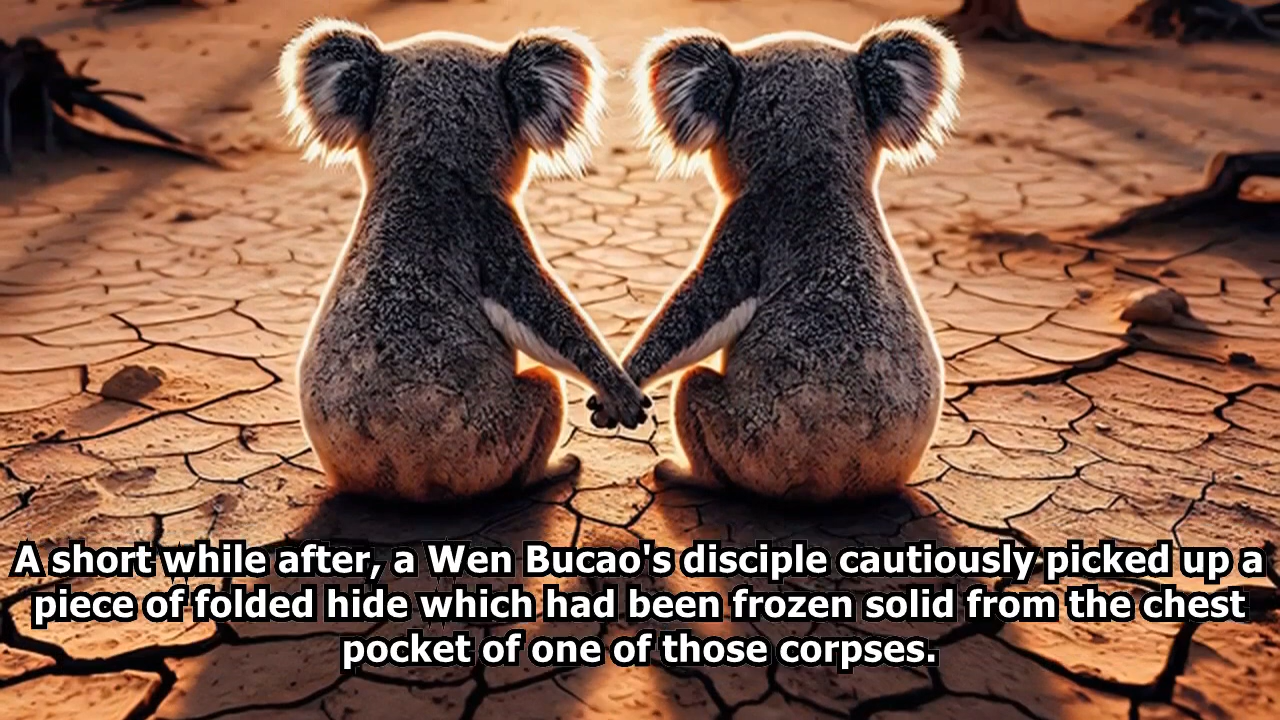 A short while after, a Wen Bucao's disciple cautiously picked up a
piece of folded hide which had been frozen solid from the chest
pocket of one of those corpses.